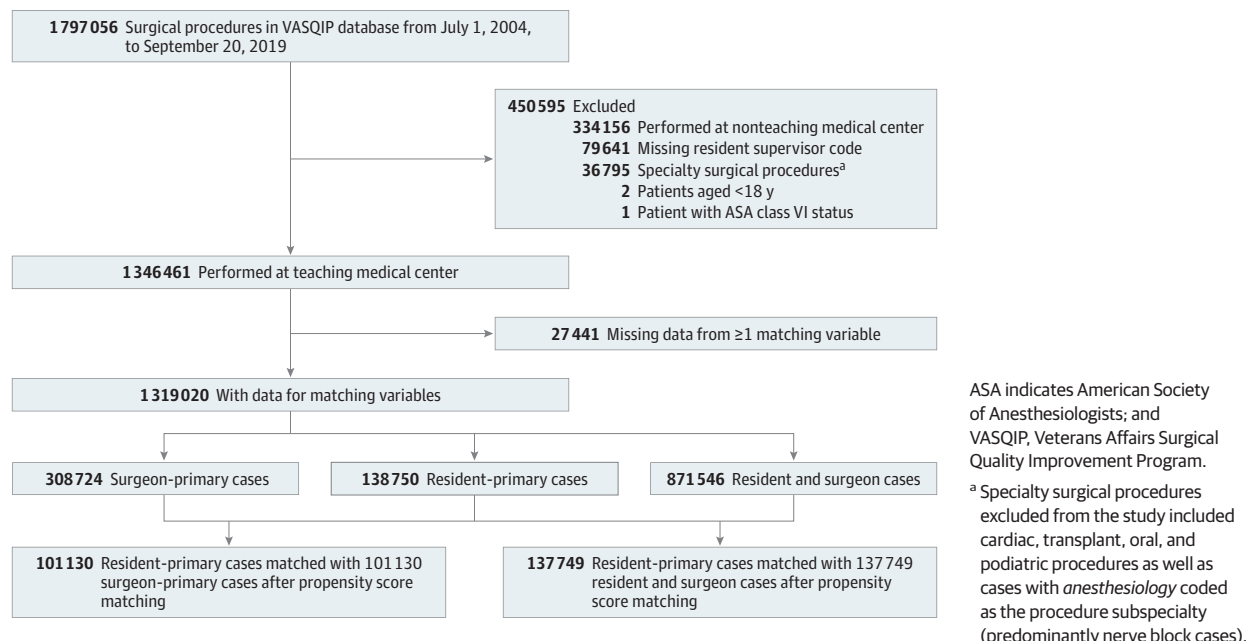 1797056 Surgical procedures in VASQIP database from July 1, 2004,
to September 20, 2019
450595 Excluded
334156 Performed at nonteaching medical center
79641 Missing resident supervisor code
36795 Specialty surgical proceduresᵃ
2 Patients aged <18 y
1 Patient with ASA class VI status
1346461 Performed at teaching medical center
27441 Missing data from ≥1 matching variable
1319020 With data for matching variables
308724 Surgeon-primary cases
138750 Resident-primary cases
871546 Resident and surgeon cases
101130 Resident-primary cases matched with 101130
surgeon-primary cases after propensity score
matching
137749 Resident-primary cases matched with 137749
resident and surgeon cases after propensity
score matching
ASA indicates American Society
of Anesthesiologists; and
VASQIP, Veterans Affairs Surgical
Quality Improvement Program.
ᵃ Specialty surgical procedures
excluded from the study included
cardiac, transplant, oral, and
podiatric procedures as well as
cases with anesthesiology coded
as the procedure subspecialty
(predominantly nerve block cases).